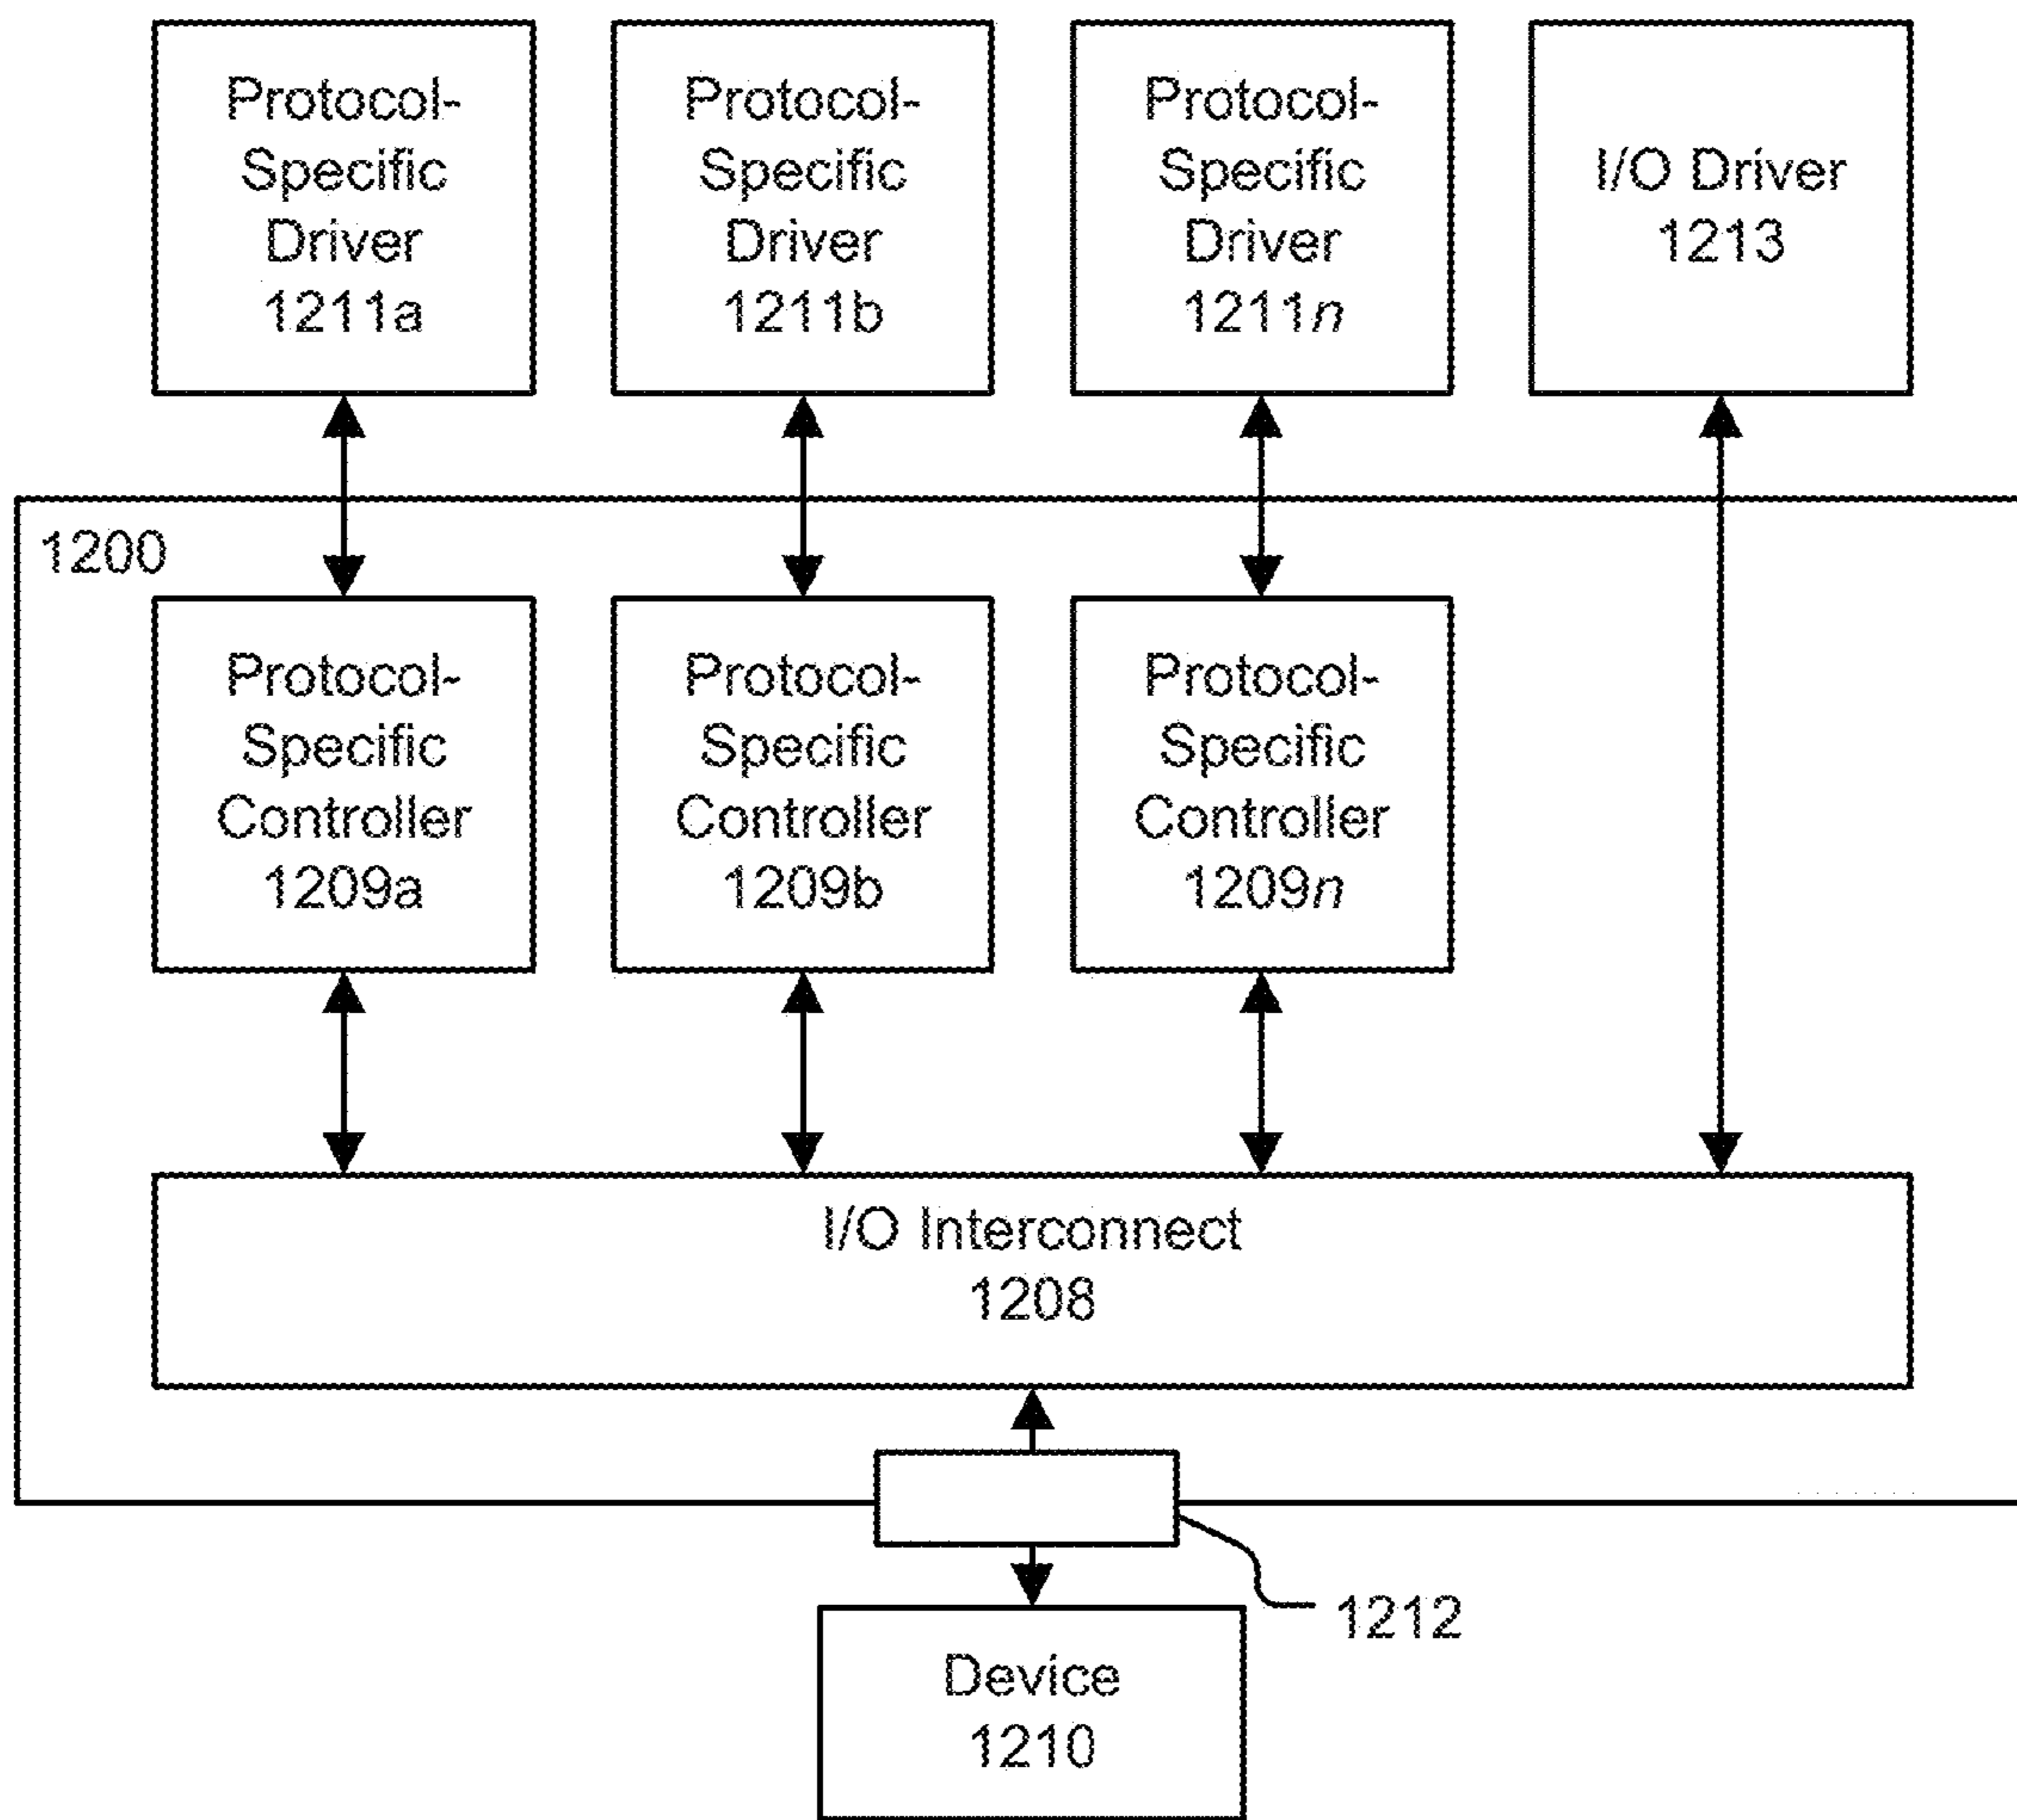 Protocol-
Specific
Driver
1211a
Protocol-
Specific
Driver
1211b
Protocol-
Specific
Driver
1211n
I/O Driver
1213
1200
Protocol-
Specific
Controller
1209a
Protocol-
Specific
Controller
1209b
Protocol-
Specific
Controller
1209n
I/O Interconnect
1208
1212
Device
1210